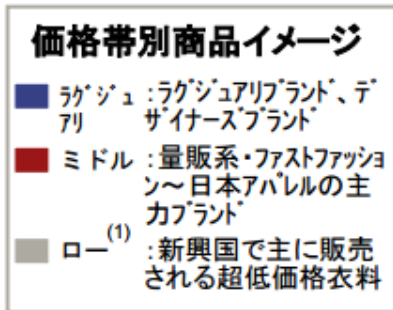 価格帯別商品イメージ
ﾗｸﾞｼﾞｭ ：ﾗｸﾞｼﾞｭｱﾘﾌﾞﾗﾝﾄﾞ、ﾃﾞ
ｱﾘ ｻﾞｲﾅｰｽﾞﾌﾞﾗﾝﾄﾞ
ミドル ：量販系・ﾌｧｽﾄﾌｧｯｼｮ
ﾝ～日本ｱﾊﾟﾚﾙの主
力ﾌﾞﾗﾝﾄﾞ
ロー(1) ：新興国で主に販売
される超低価格衣料